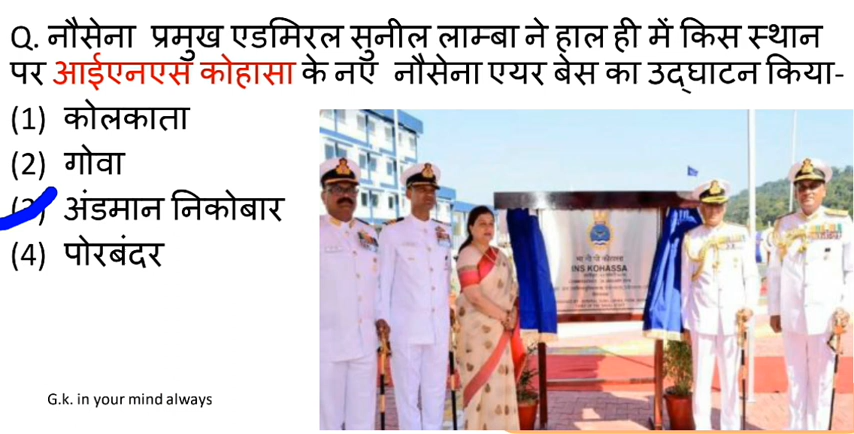 Q. नौसेना प्रमुख एडमिरल सुनील लाम्बा ने हाल ही में किस स्थान
पर आईएनएस कोहासा के नए नौसेना एयर बेस का उद्घाटन किया-
(1) कोलकाता
(2) गोवा
(3) अंडमान निकोबार
(4) पोरबंदर
INS KOHASSA
G.k. in your mind always